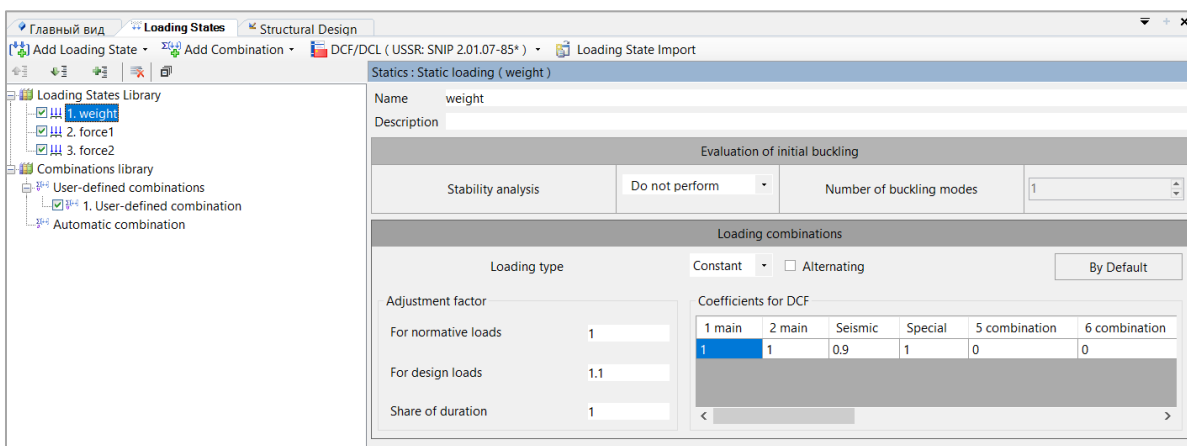 Главный вид Loading States Structural Design
Add Loading State Add Combination DCF/DCL ( USSR: SNIP 2.01.07-85* ) Loading State Import
Statics : Static loading ( weight )
Loading States Library
1. weight
2. force1
3. force2
Combinations library
User-defined combinations
1. User-defined combination
Automatic combination
Name weight
Description
Evaluation of initial buckling
Stability analysis Do not perform Number of buckling modes 1
Loading combinations
Loading type Constant Alternating By Default
Adjustment factor
For normative loads 1
For design loads 1.1
Share of duration 1
Coefficients for DCF
1 main 2 main Seismic Special 5 combination 6 combination
1 1 0.9 1 0 0